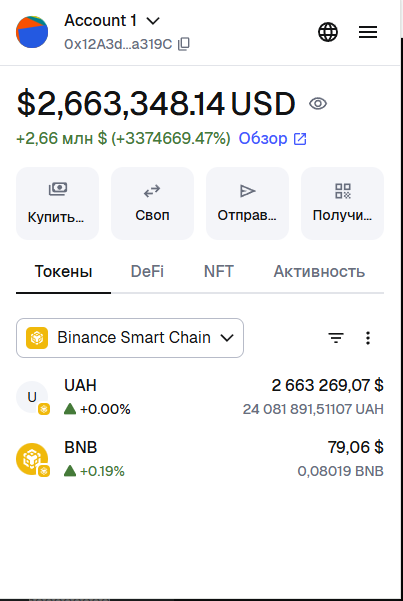 Account 1
0x12A3d...a319C
$2,663,348.14 USD
+2,66 млн $ (+3374669.47%) Обзор
Купить...
Своп
Отправ...
Получи...
Токены DeFi NFT Активность
Binance Smart Chain
U
UAH 2 663 269,07 $
+0.00% 24 081 891,51107 UAH
BNB 79,06 $
+0.19% 0,08019 BNB